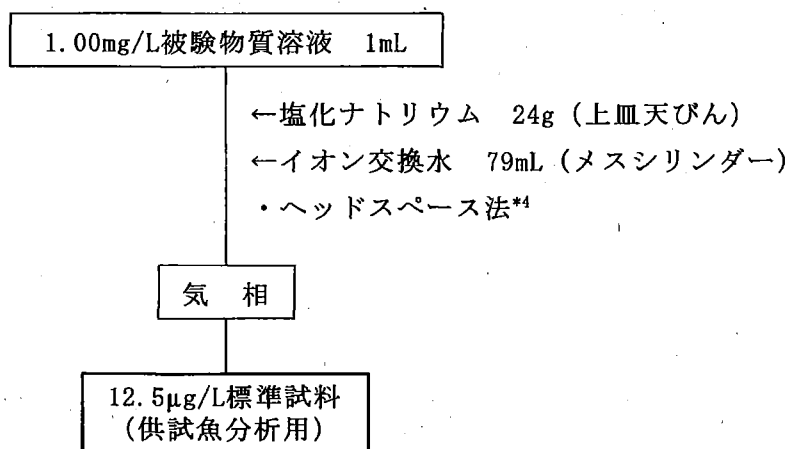 1.00mg/L被験物質溶液 1mL
←塩化ナトリウム 24g（上皿天びん）
←イオン交換水 79mL（メスシリンダー）
・ヘッドスペース法*4
気 相
12.5μg/L標準試料
(供試魚分析用)